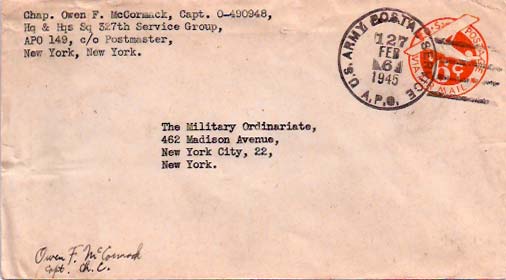 Chap. Owen F. McCormack, Capt. O-490948,
Hq & Hqs Sq 327th Service Group,
APO 149, c/o Postmaster,
New York, New York.
U.S. ARMY POSTAL SERVICE
127
FEB
6
1945
A.P.O.
POSTAGE
6¢
VIA AIR MAIL
The Military Ordinariate,
462 Madison Avenue,
New York City, 22,
New York.
Owen F. McCormack
Capt. Ch. C.